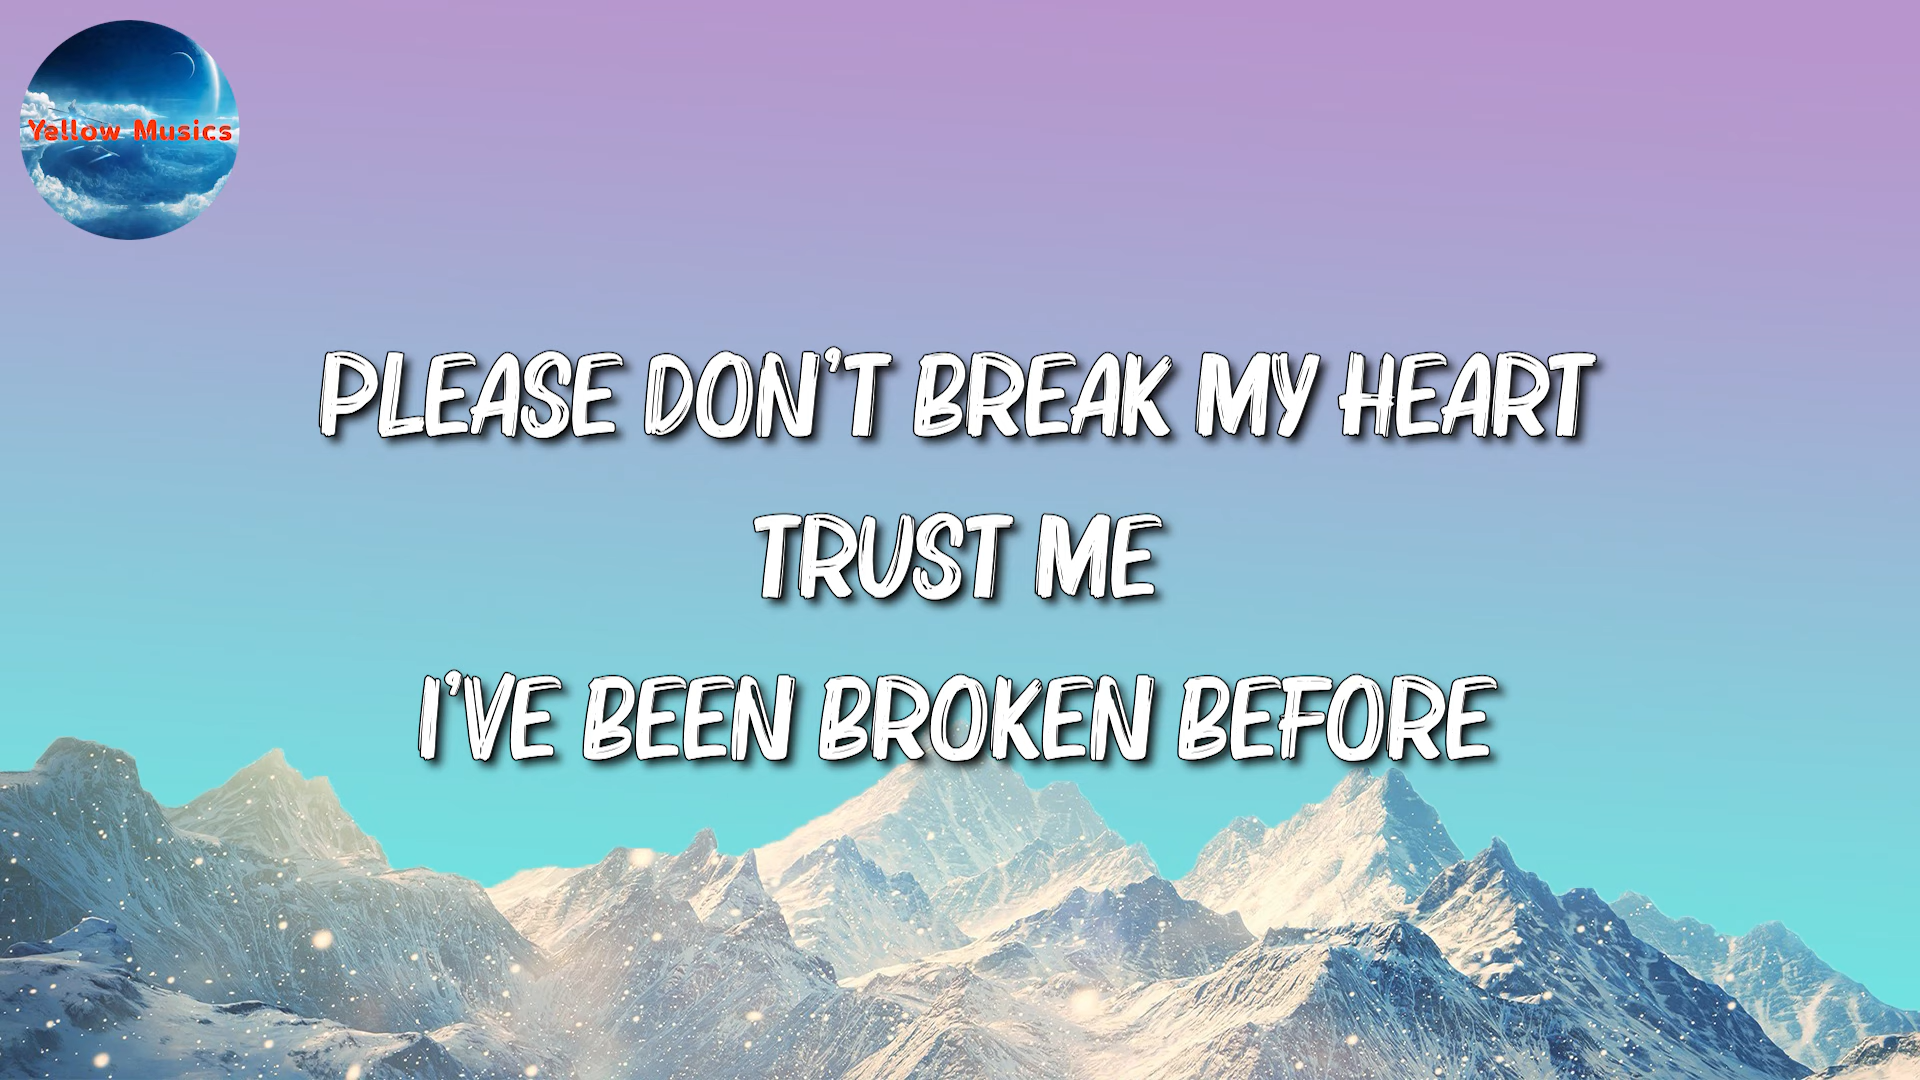 Yellow Musics
PLEASE DON'T BREAK MY HEART
TRUST ME
I'VE BEEN BROKEN BEFORE